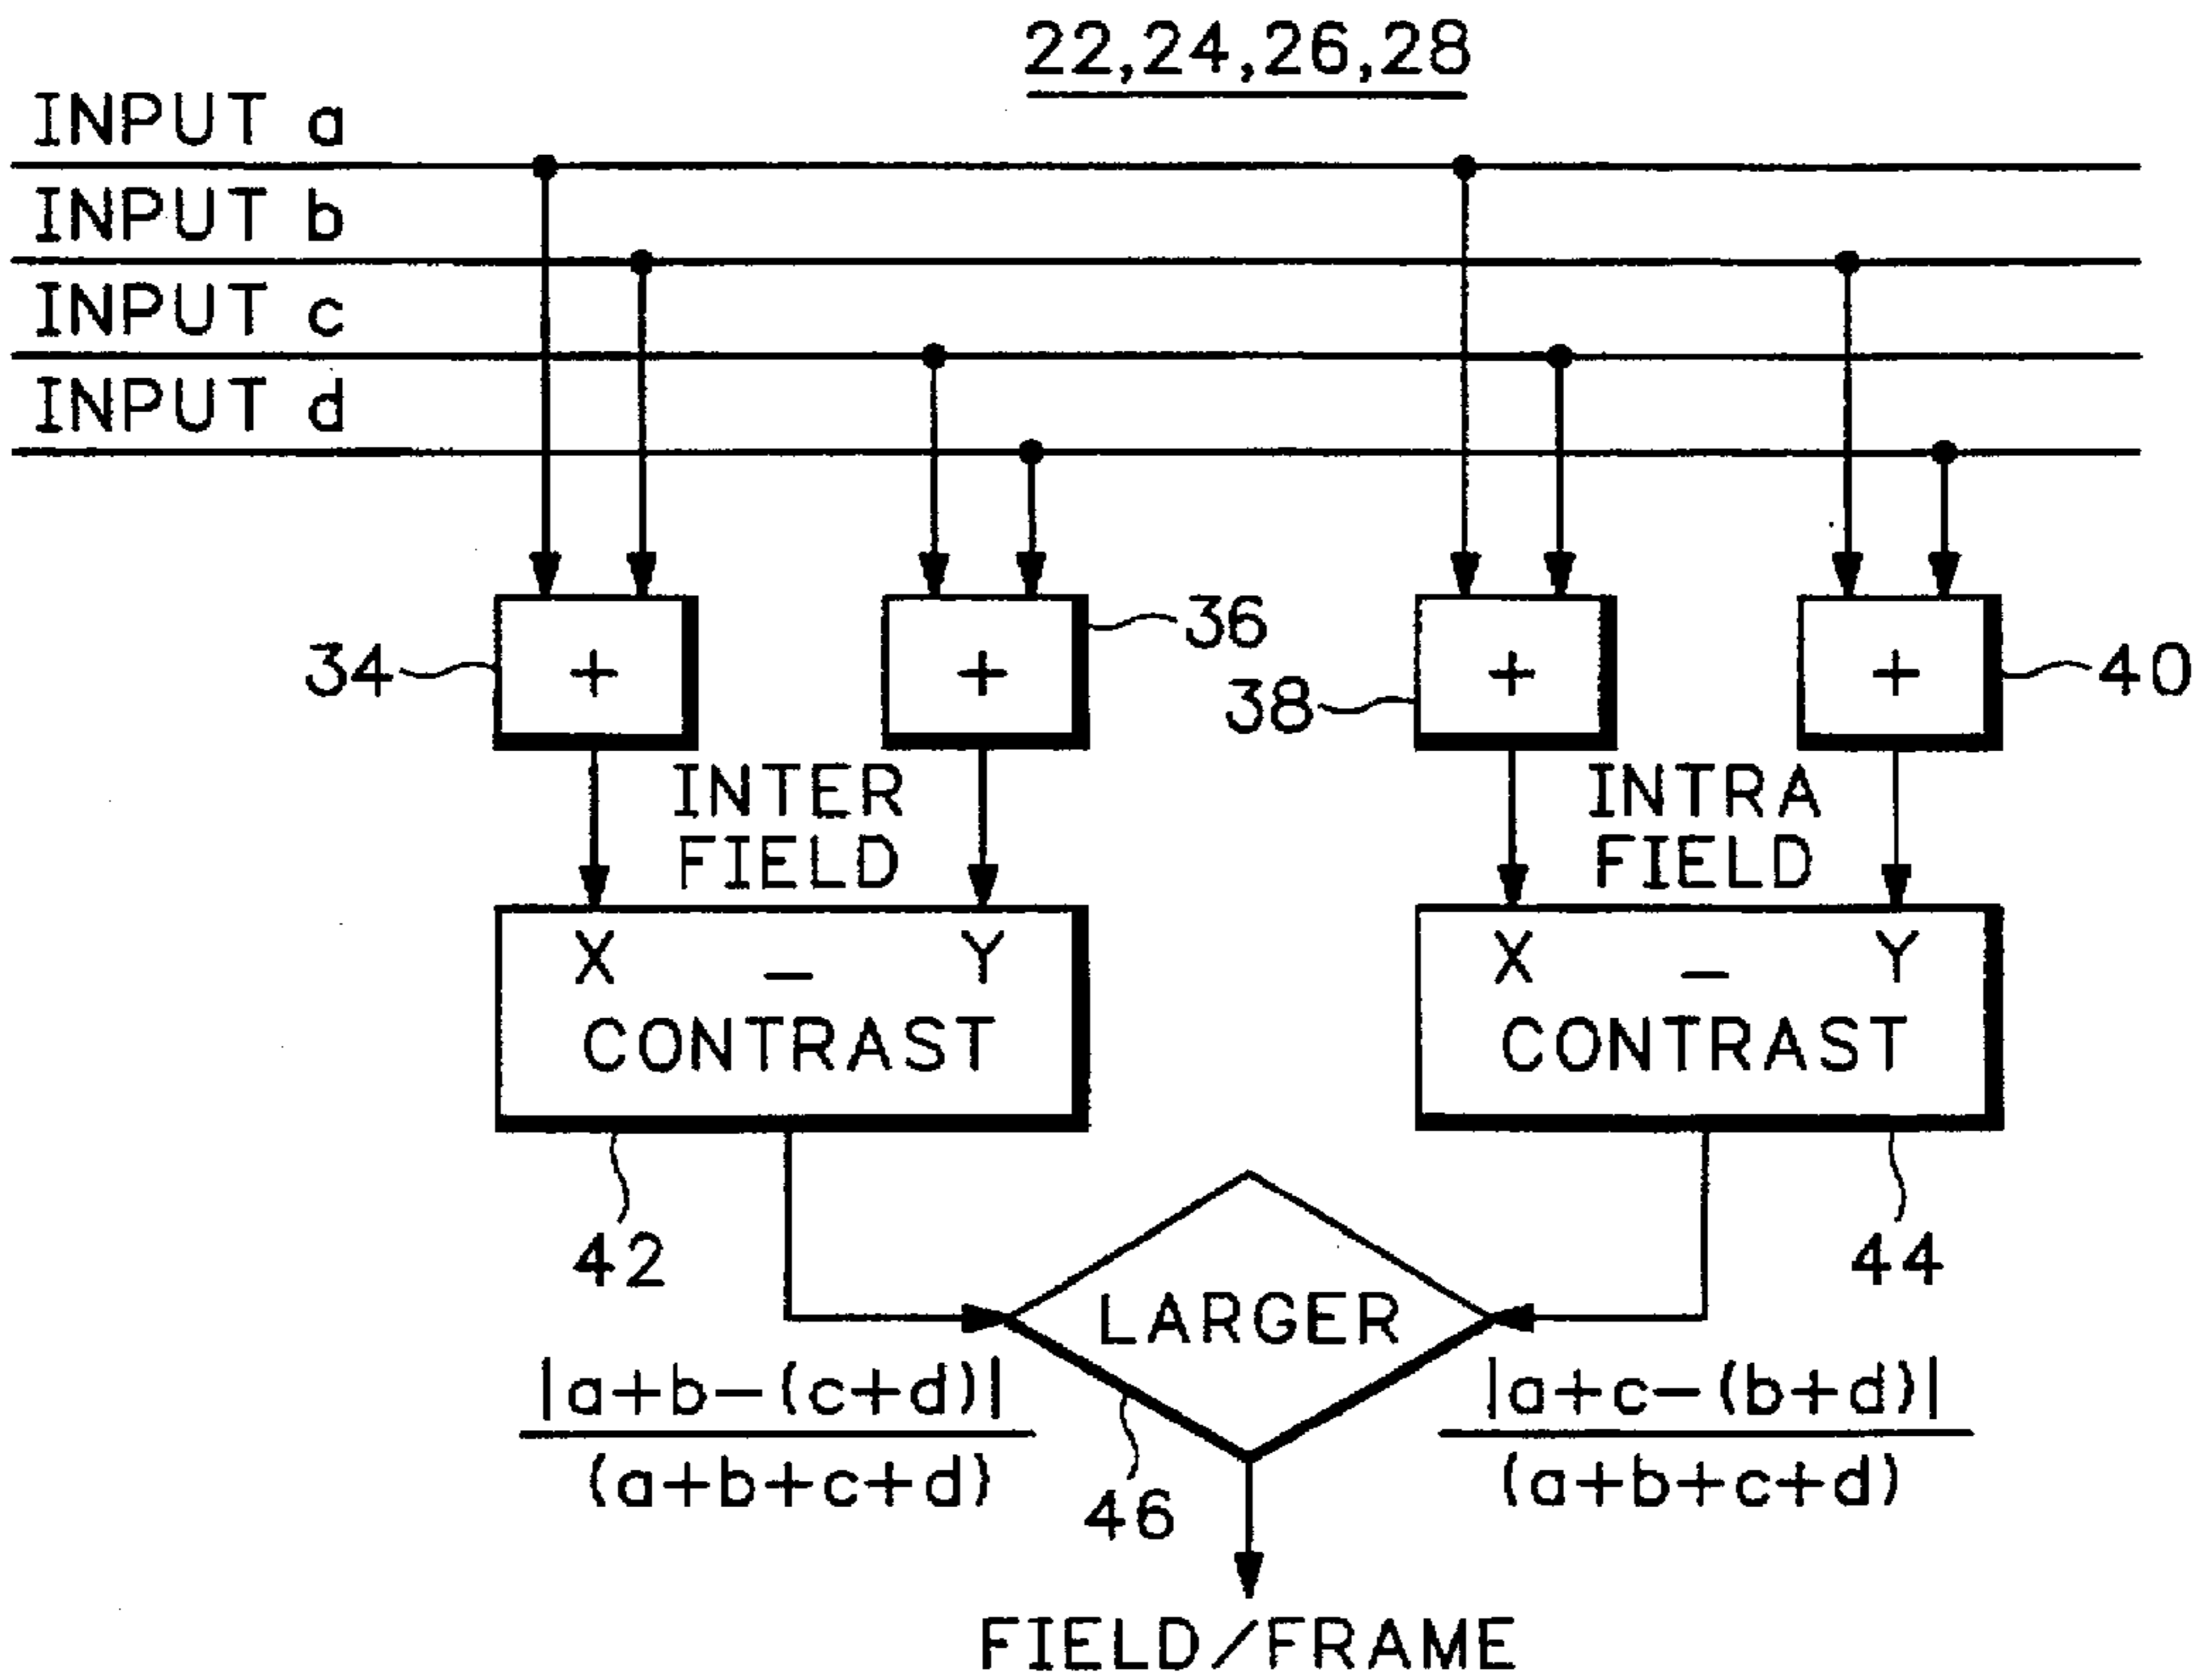 22,24,26,28
INPUT a
INPUT b
INPUT c
INPUT d
34
+
+
36
38
+
+
40
INTER
FIELD
INTRA
FIELD
X – Y
CONTRAST
X – Y
CONTRAST
42
44
LARGER
|a+b–(c+d)|
(a+b+c+d)
|a+c–(b+d)|
(a+b+c+d)
46
FIELD/FRAME